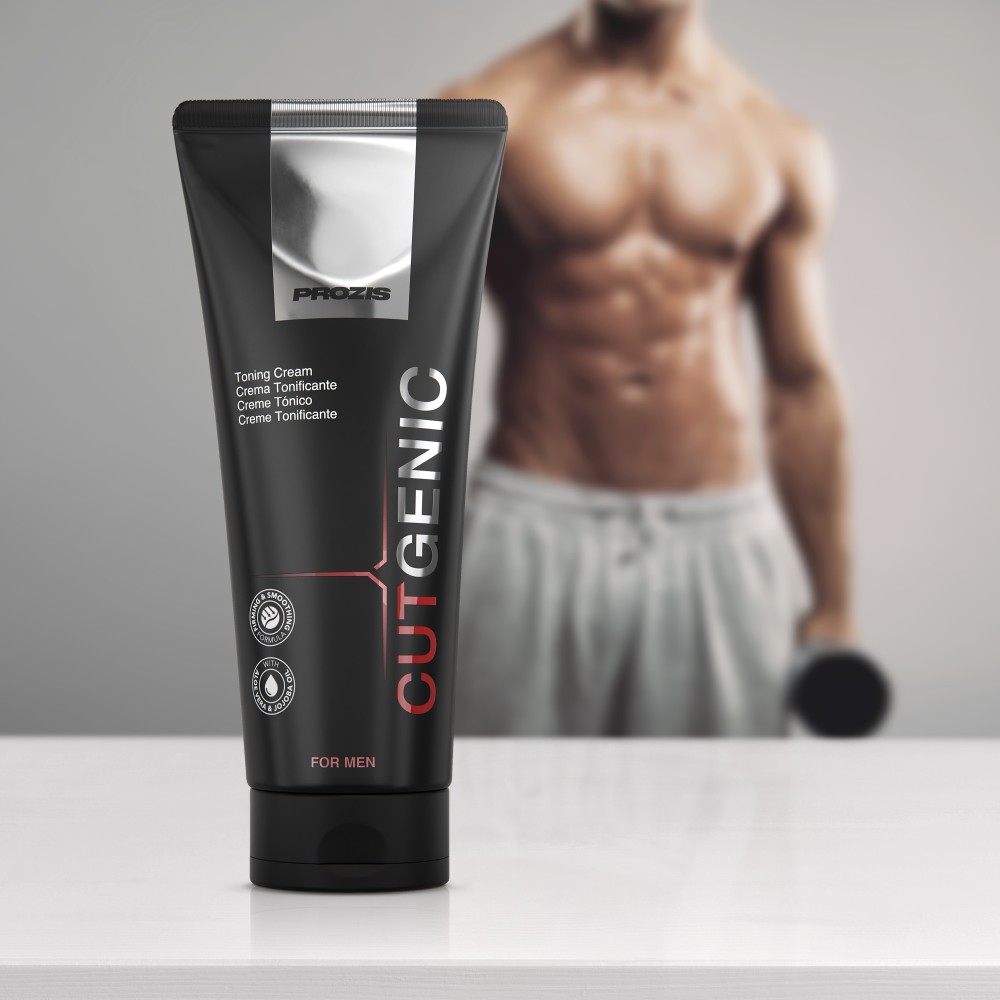 PROZIS
Toning Cream
Crema Tonificante
Creme Tónico
Creme Tonificante
CUTGENIC
FIRMING & SMOOTHING
FORMULA
WITH
ALOE VERA & JOJOBA OIL
FOR MEN